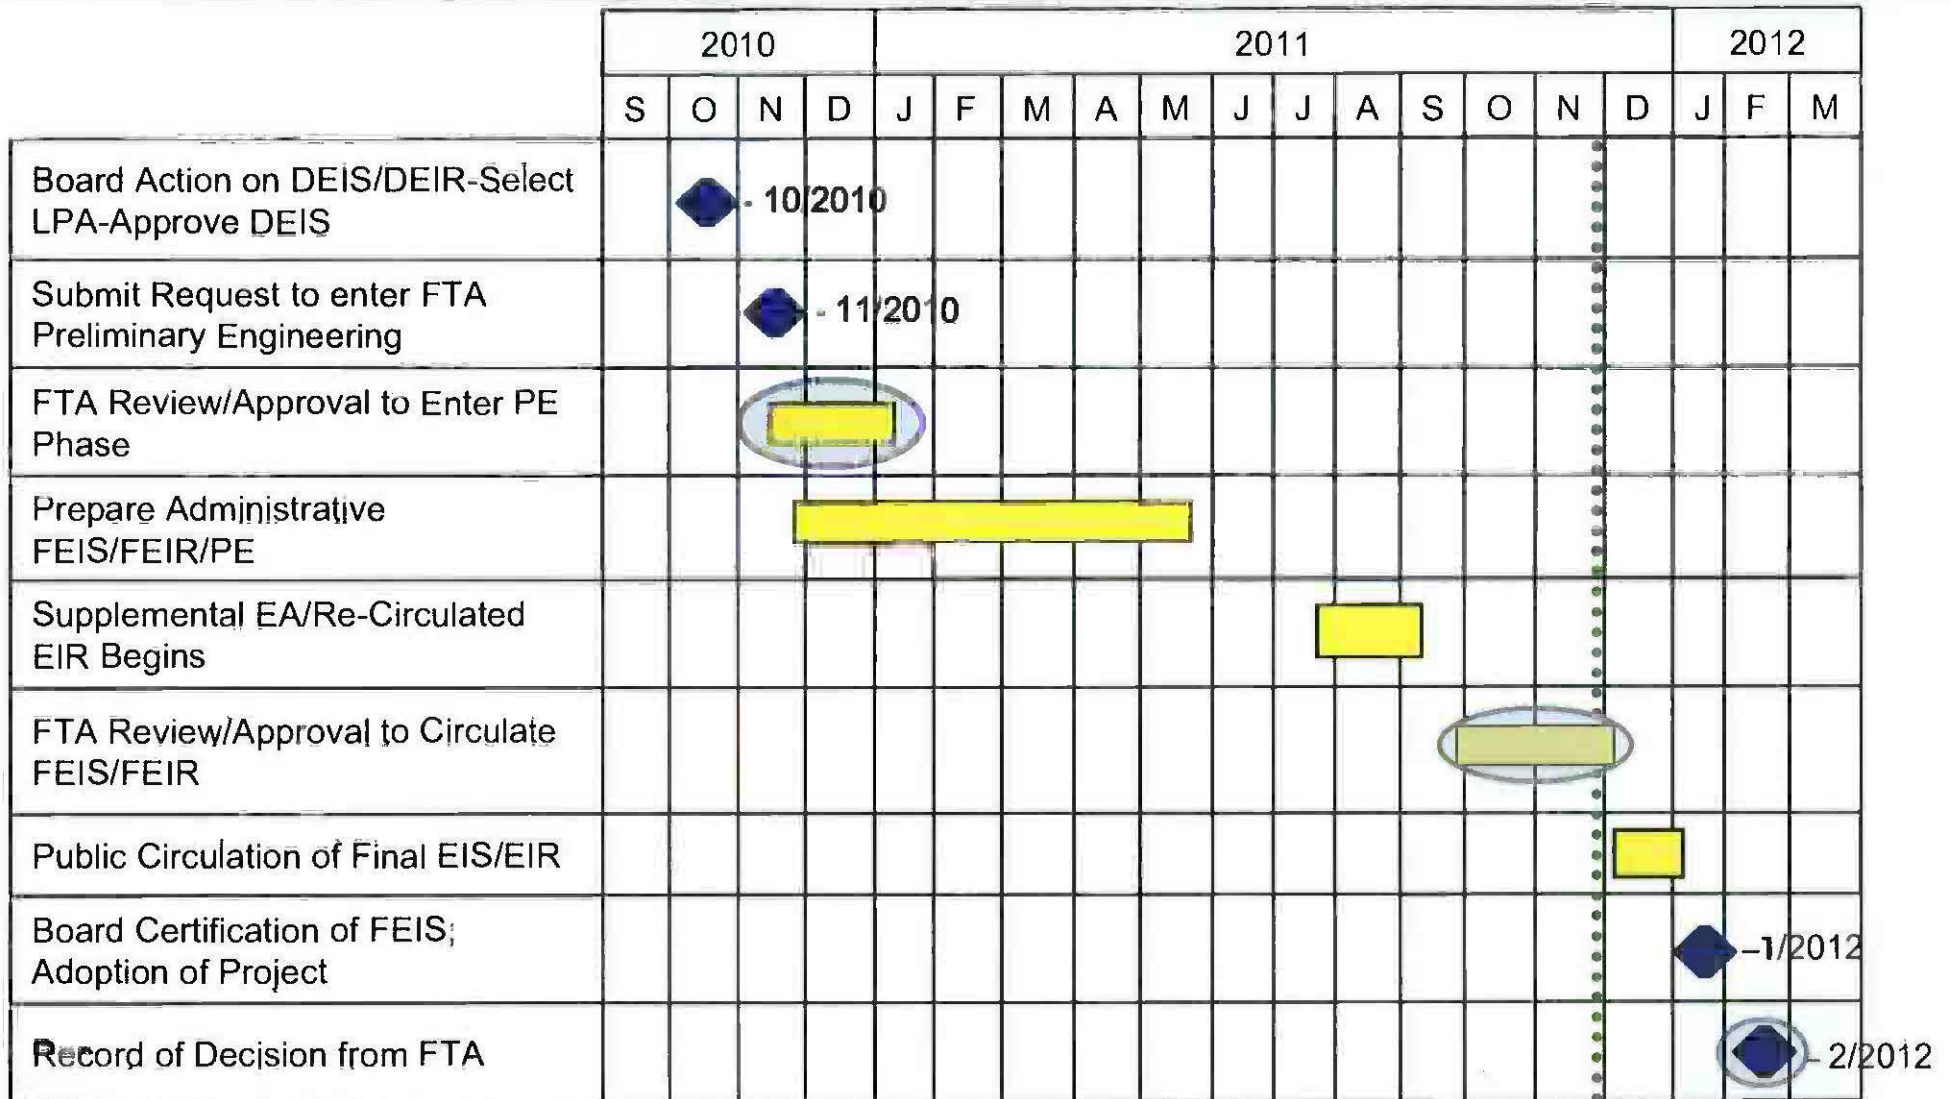 2010 2011 2012
S O N D J F M A M J J A S O N D J F M
Board Action on DEIS/DEIR-Select
LPA-Approve DEIS
- 10/2010
Submit Request to enter FTA
Preliminary Engineering
- 11/2010
FTA Review/Approval to Enter PE
Phase
Prepare Administrative
FEIS/FEIR/PE
Supplemental EA/Re-Circulated
EIR Begins
FTA Review/Approval to Circulate
FEIS/FEIR
Public Circulation of Final EIS/EIR
Board Certification of FEIS;
Adoption of Project
–1/2012
Record of Decision from FTA
- 2/2012